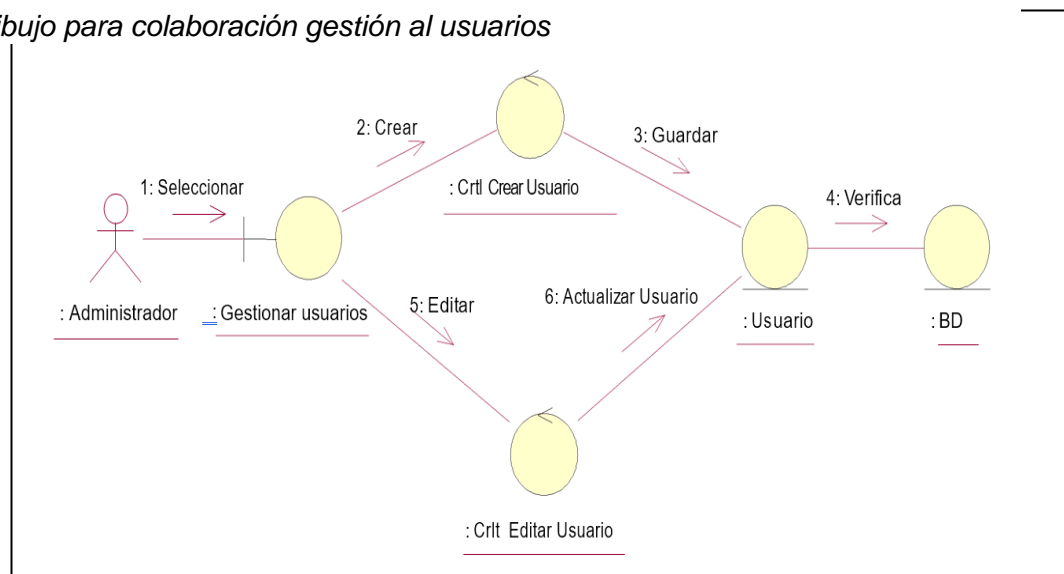 ibujo para colaboración gestión al usuarios
2: Crear
3: Guardar
1: Seleccionar
: Crtl Crear Usuario
4: Verifica
5: Editar
6: Actualizar Usuario
: Administrador
: Gestionar usuarios
: Usuario
: BD
: Crlt Editar Usuario